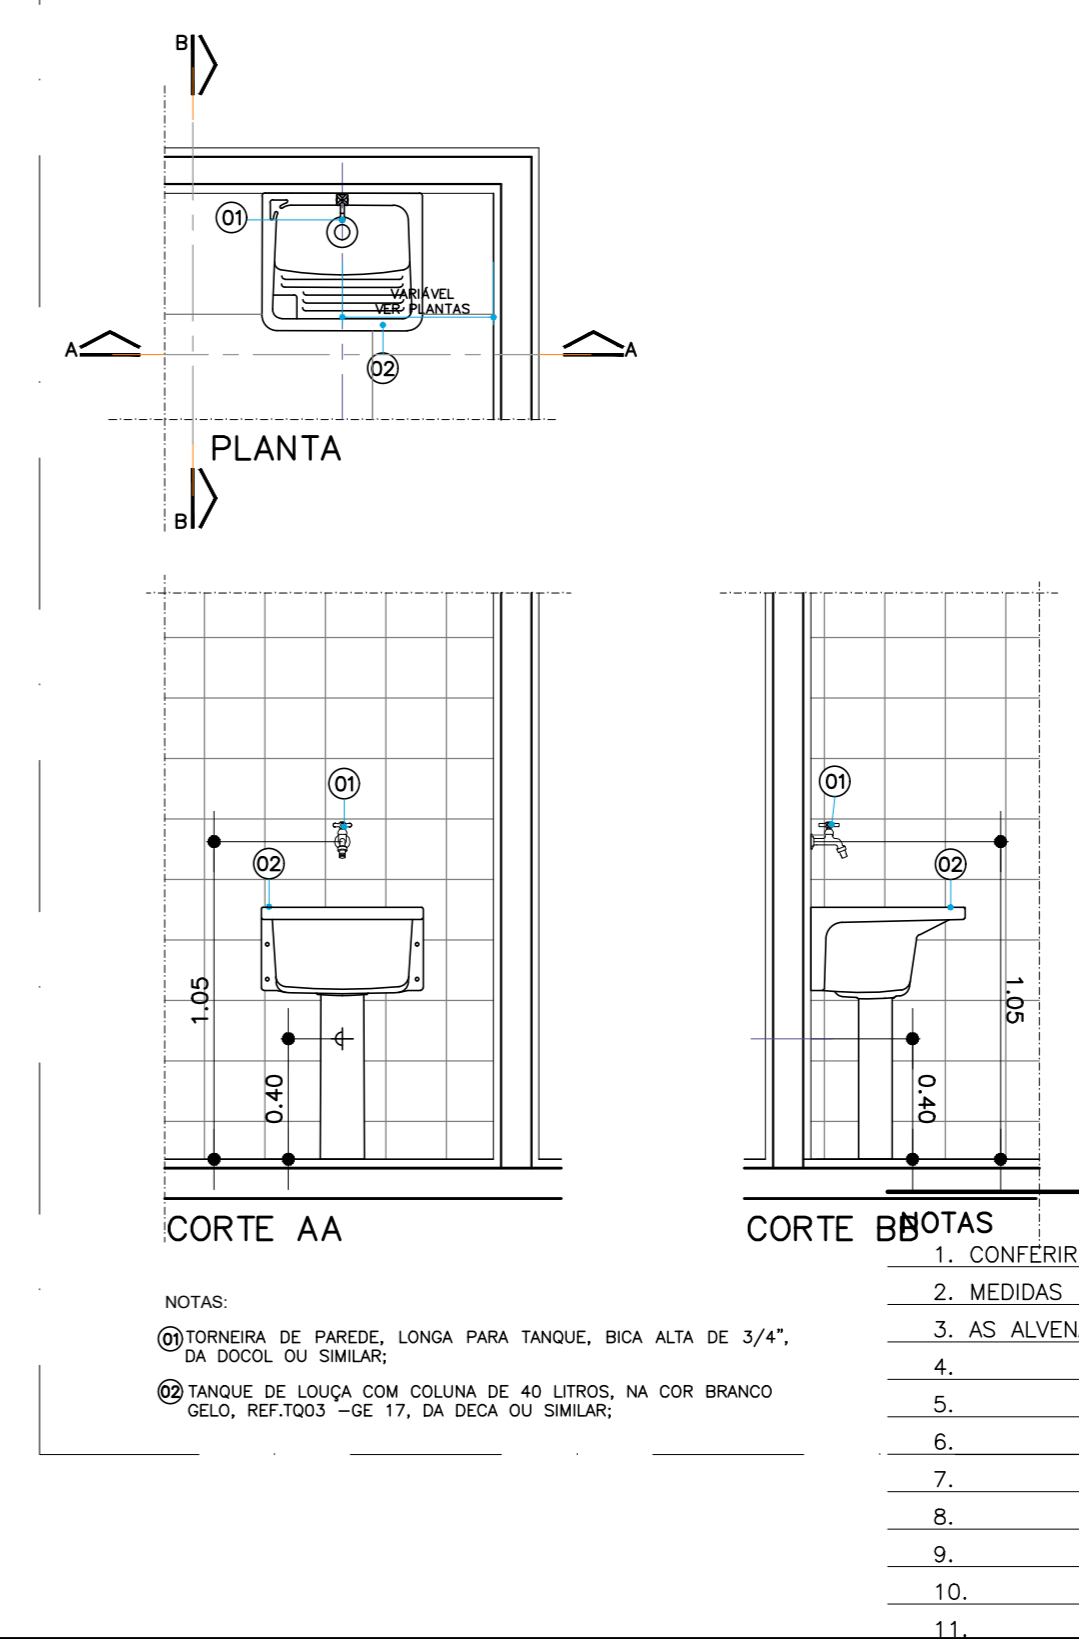 B
01
VARIÁVEL
VER PLANTAS
A
A
02
PLANTA
B
01
02
1.05
0.40
CORTE AA
01
02
1.05
0.40
CORTE BB
NOTAS:
01 TORNEIRA DE PAREDE, LONGA PARA TANQUE, BICA ALTA DE 3/4",
DA DOCOL OU SIMILAR;
02 TANQUE DE LOUÇA COM COLUNA DE 40 LITROS, NA COR BRANCO
GELO, REF.TQ03 –GE 17, DA DECA OU SIMILAR;
NOTAS
1. CONFERIR
2. MEDIDAS
3. AS
4.
5.
6.
7.
8.
9.
10.
11.